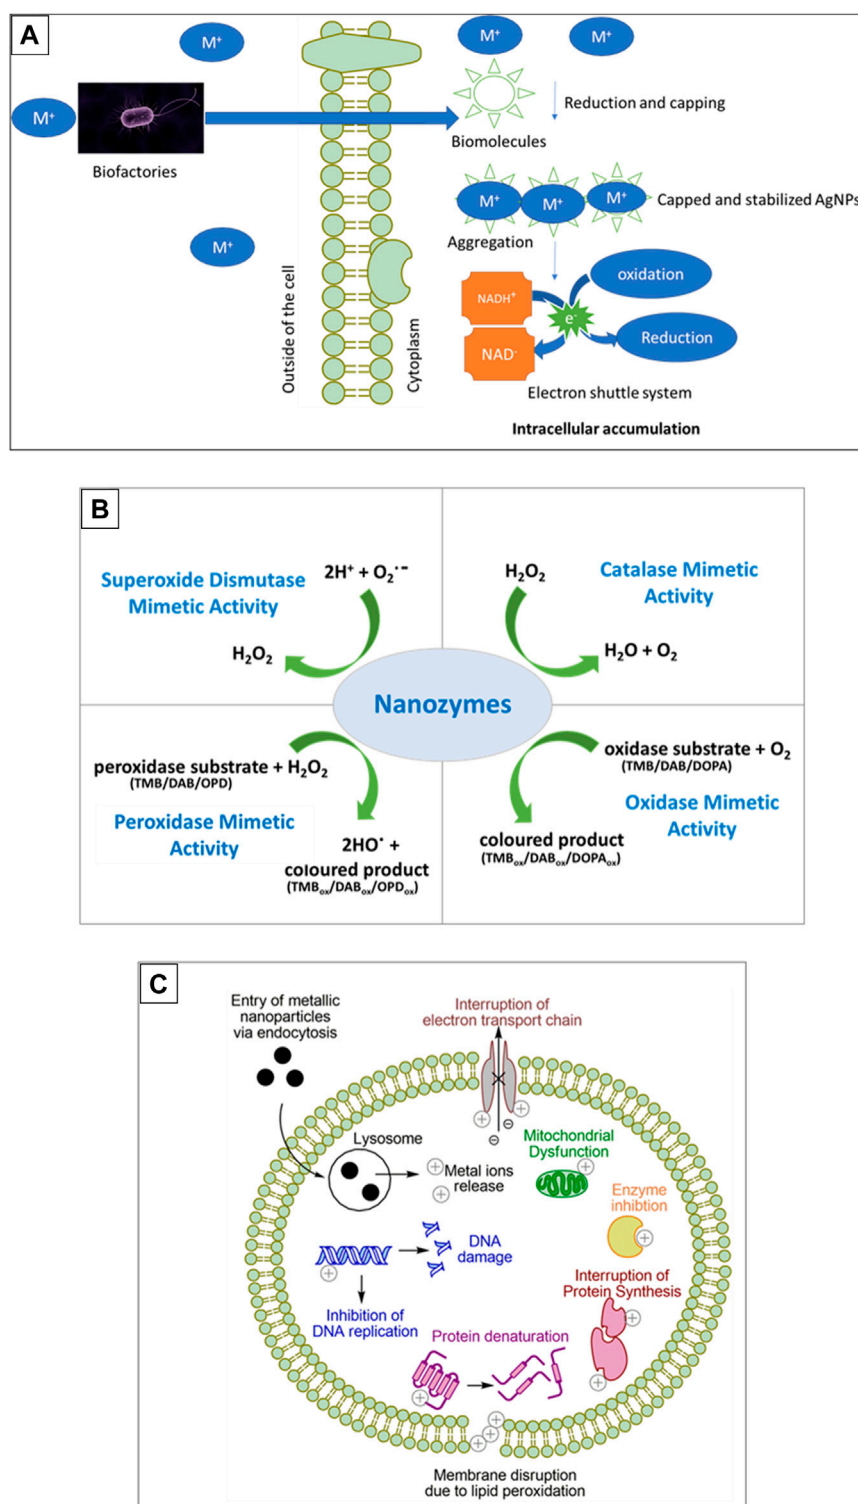 A
M⁺
M⁺
M⁺
M⁺
Biofactories
M⁺
Outside of the cell
Cytoplasm
Biomolecules
Reduction and capping
M⁺
M⁺
M⁺
Capped and stabilized AgNPs
Aggregation
NADH⁺
NAD⁻
e⁻
oxidation
Reduction
Electron shuttle system
Intracellular accumulation
B
Superoxide Dismutase
Mimetic Activity
2H⁺ + O₂˙⁻
H₂O₂
H₂O₂
Catalase Mimetic
Activity
H₂O + O₂
Nanozymes
peroxidase substrate + H₂O₂
(TMB/DAB/OPD)
Peroxidase Mimetic
Activity
2HO˙ +
coloured product
(TMBₒₓ/DABₒₓ/OPDₒₓ)
oxidase substrate + O₂
(TMB/DAB/DOPA)
Oxidase Mimetic
Activity
coloured product
(TMBₒₓ/DABₒₓ/DOPAₒₓ)
C
Entry of metallic
nanoparticles
via endocytosis
Interruption of
electron transport chain
Lysosome
Metal ions
release
Mitochondrial
Dysfunction
Enzyme
inhibtion
DNA
damage
Inhibition of
DNA replication
Interruption of
Protein Synthesis
Protein denaturation
Membrane disruption
due to lipid peroxidation